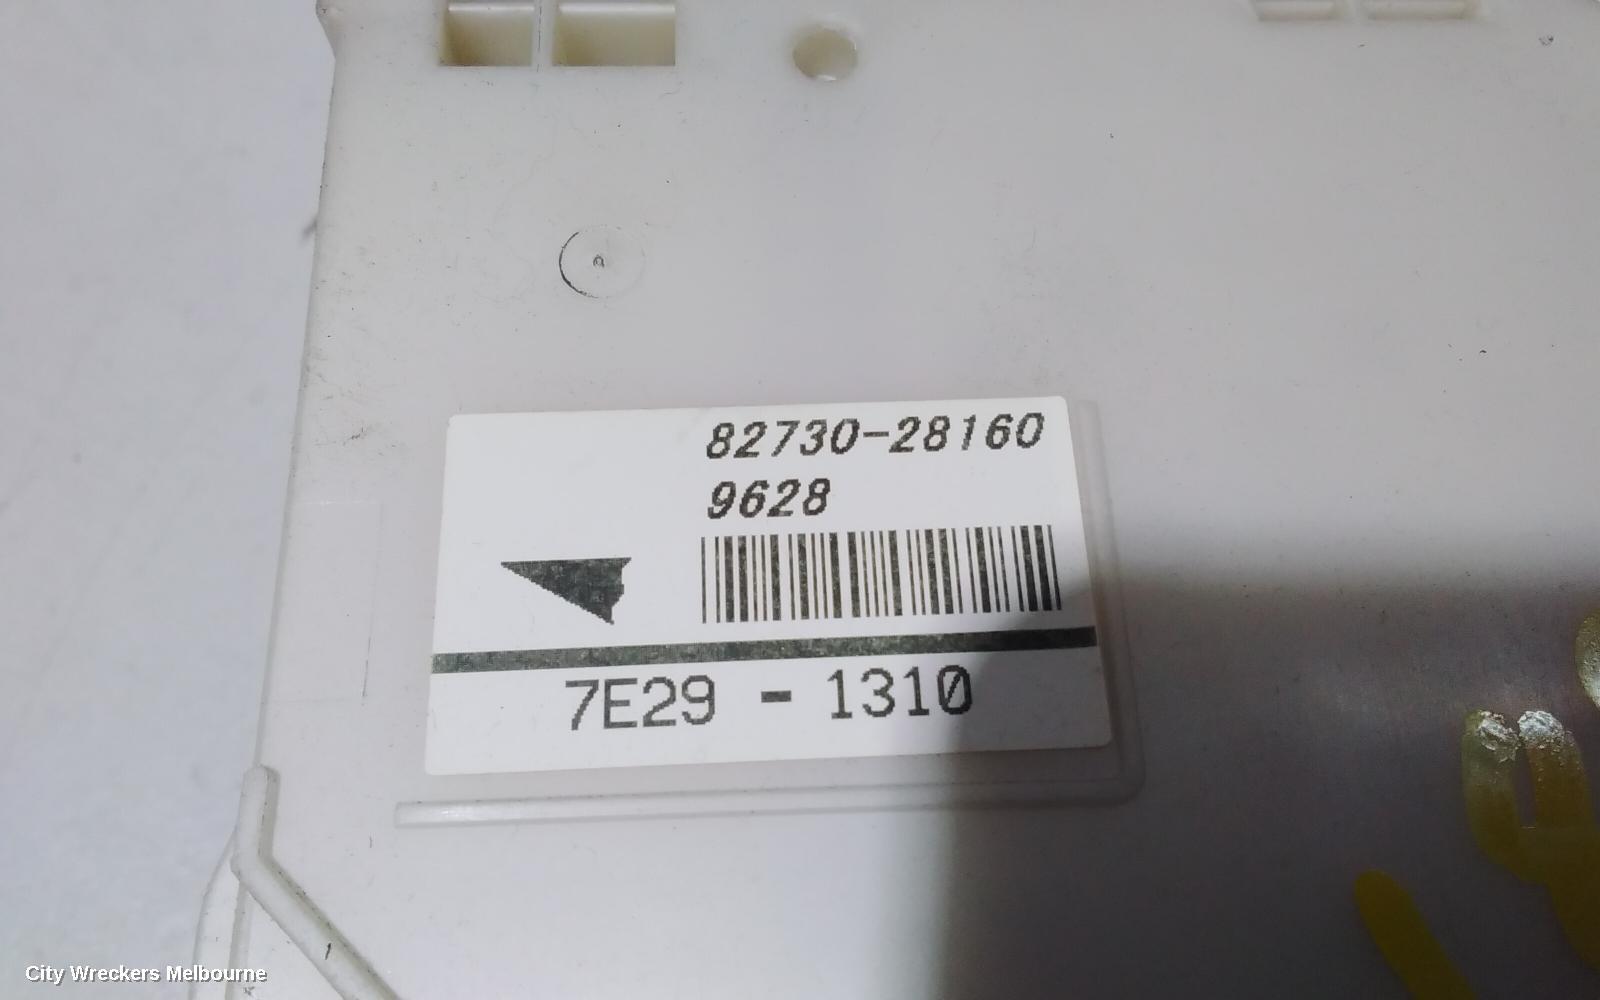 82730-28160
9628
7E29 - 1310
City Wreckers Melbourne